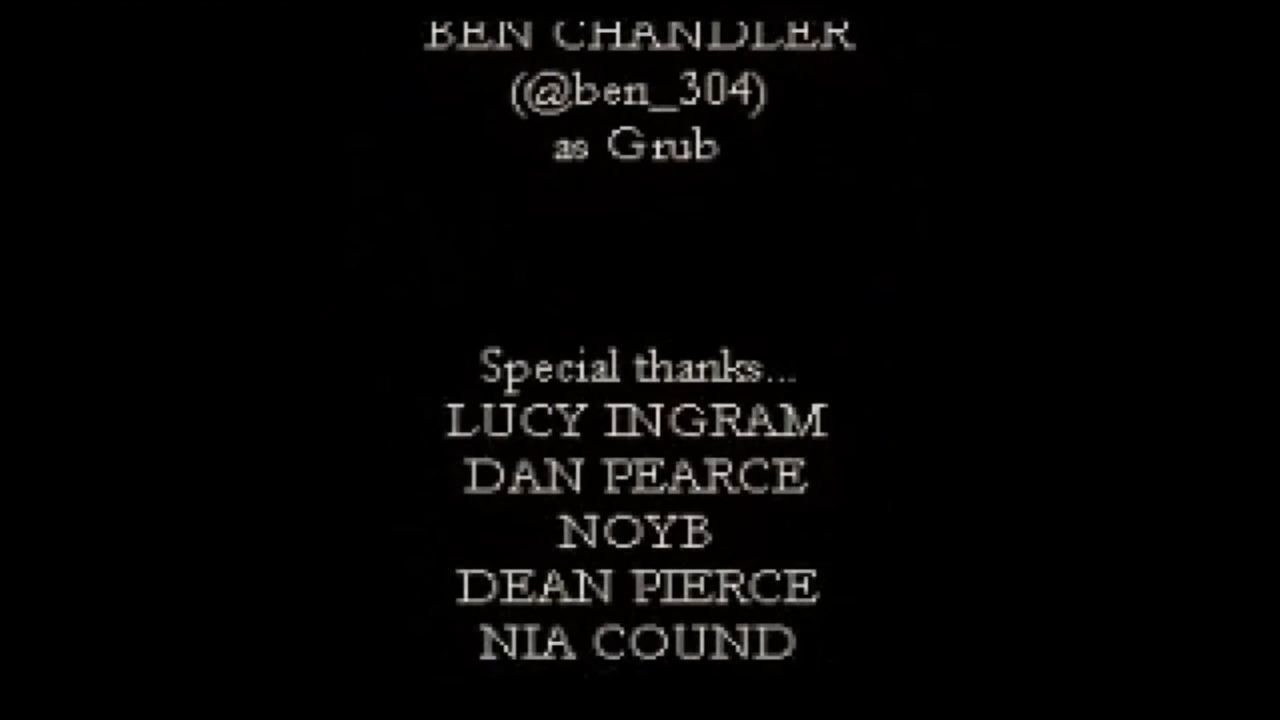 BEN CHANDLER
(@ben_304)
as Grub
Special thanks...
LUCY INGRAM
DAN PEARCE
NOYB
DEAN PIERCE
NIA COUND